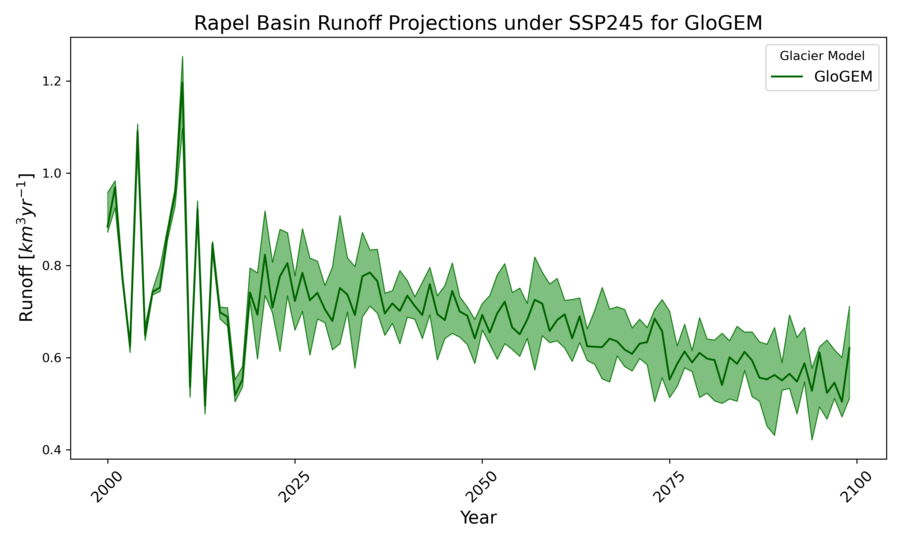 Rapel Basin Runoff Projections under SSP245 for GloGEM
Glacier Model
GloGEM
1.2
1.0
0.8
0.6
0.4
Runoff [km³yr⁻¹]
2000
2025
2050
2075
2100
Year